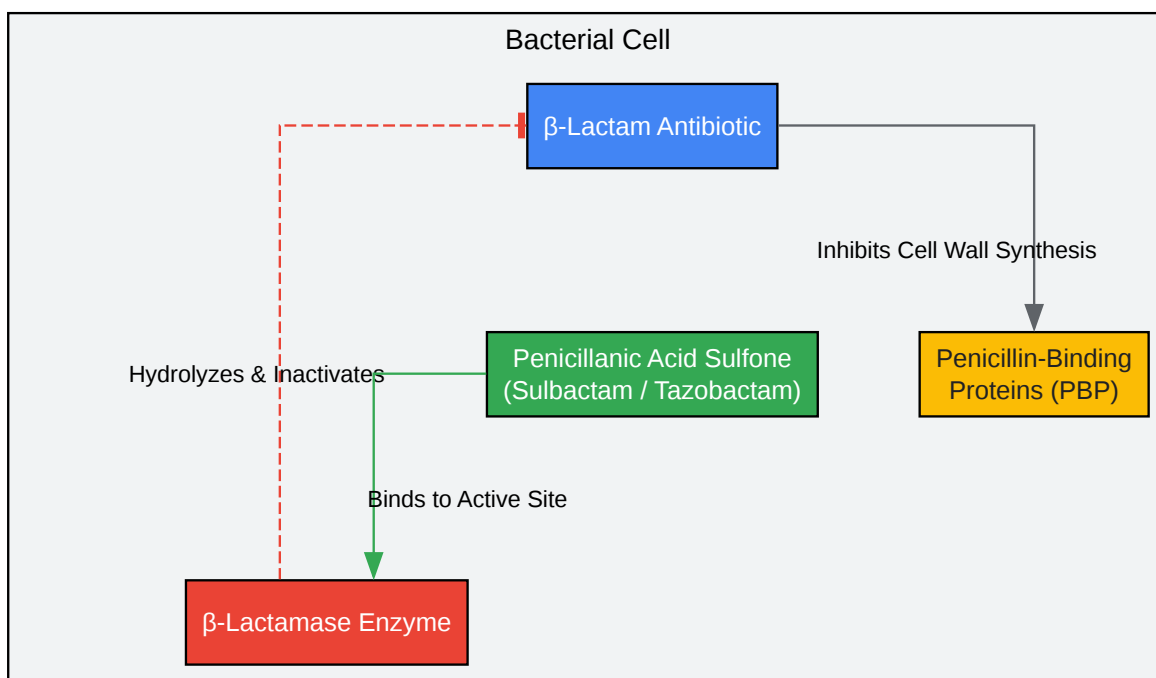 Bacterial Cell
β-Lactam Antibiotic
Inhibits Cell Wall Synthesis
Penicillanic Acid Sulfone
(Sulbactam / Tazobactam)
Penicillin-Binding
Proteins (PBP)
Hydrolyzes & Inactivates
Binds to Active Site
β-Lactamase Enzyme